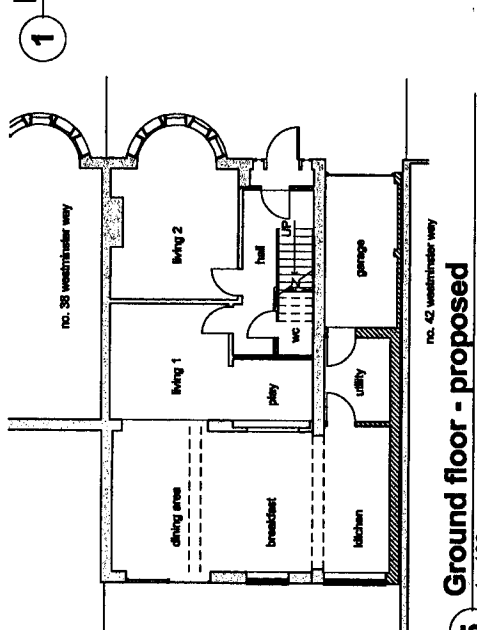 1
no. 38 westminster way
living 2
hall
UP
garage
living 1
wc
play
utility
dining area
breakfast
kitchen
no. 42 westminster way
Ground floor - proposed